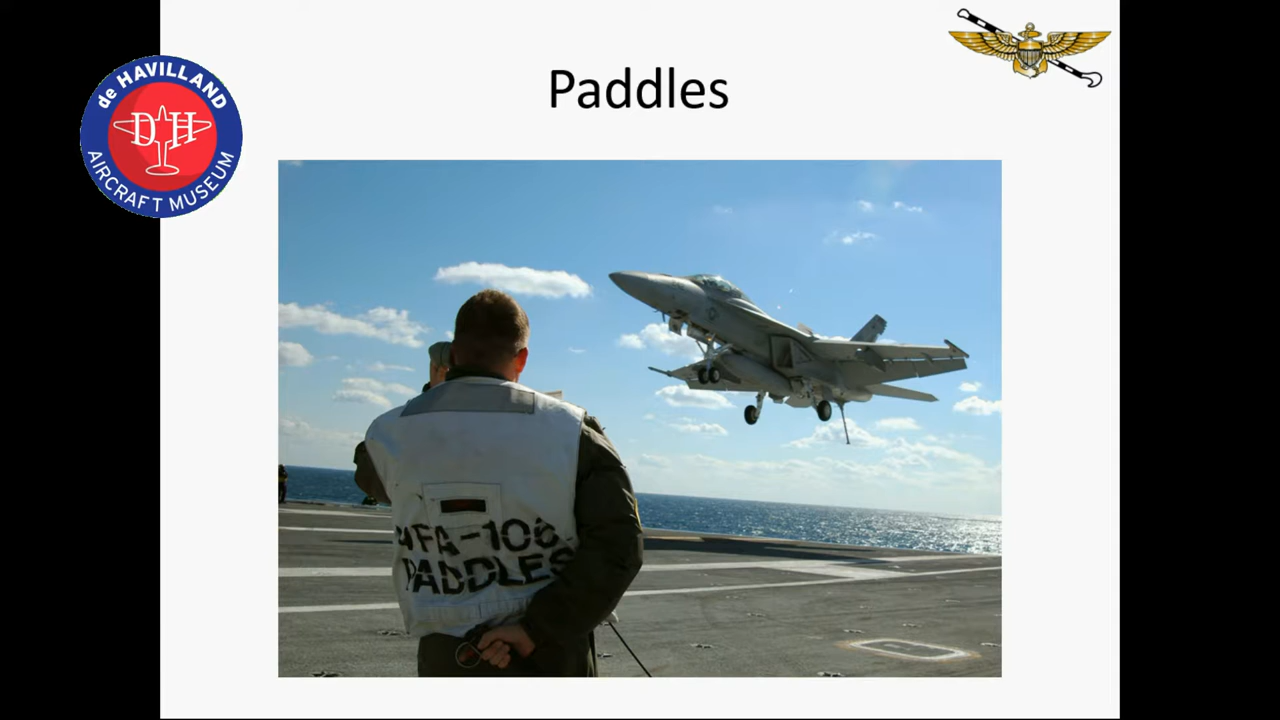 Paddles
de HAVILLAND
DH
AIRCRAFT MUSEUM
VFA-106
PADDLES